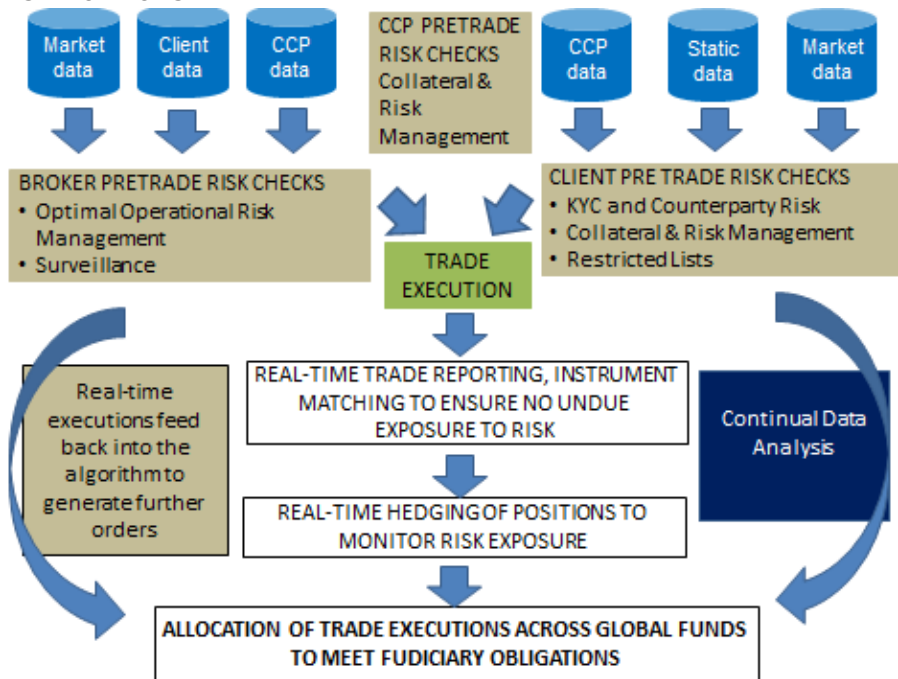 Market
data
Client
data
CCP
data
CCP PRETRADE
RISK CHECKS
Collateral &
Risk
Management
CCP
data
Static
data
Market
data
BROKER PRETRADE RISK CHECKS
• Optimal Operational Risk
Management
• Surveillance
CLIENT PRE TRADE RISK CHECKS
• KYC and Counterparty Risk
• Collateral & Risk Management
• Restricted Lists
TRADE
EXECUTION
REAL-TIME TRADE REPORTING, INSTRUMENT
MATCHING TO ENSURE NO UNDUE
EXPOSURE TO RISK
Real-time
executions feed
back into the
algorithm to
generate further
orders
Continual Data
Analysis
REAL-TIME HEDGING OF POSITIONS TO
MONITOR RISK EXPOSURE
ALLOCATION OF TRADE EXECUTIONS ACROSS GLOBAL FUNDS
TO MEET FUDICIARY OBLIGATIONS